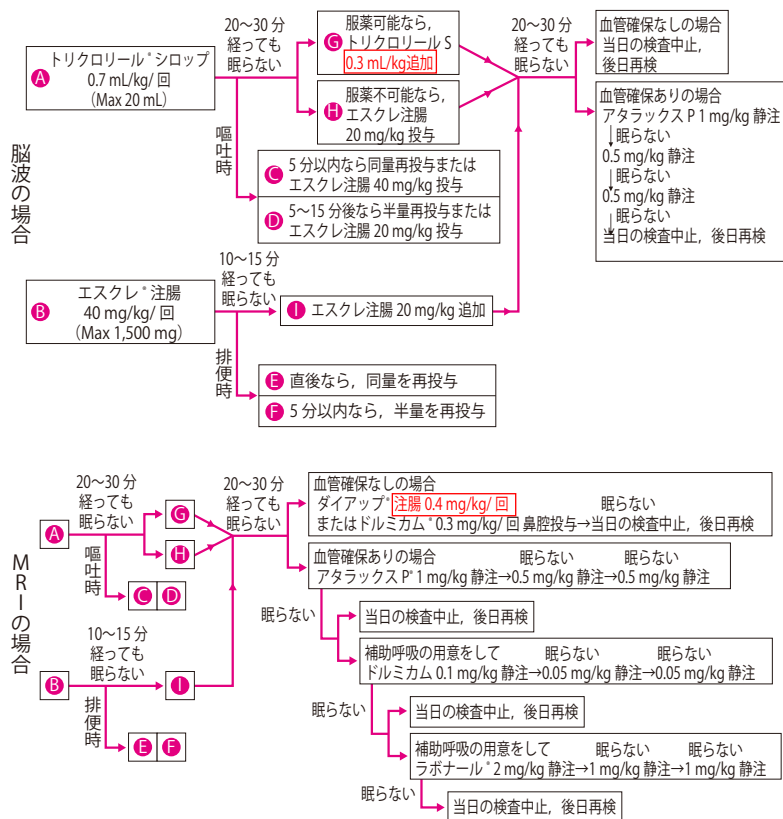 脳波の場合
A トリクロリール®シロップ
0.7 mL/kg/ 回
（Max 20 mL）
20〜30 分
経っても
眠らない
嘔吐時
G 服薬可能なら，
トリクロリール S
0.3 mL/kg追加
H 服薬不可能なら，
エスクレ注腸
20 mg/kg 投与
C 5 分以内なら同量再投与または
エスクレ注腸 40 mg/kg 投与
D 5〜15 分後なら半量再投与または
エスクレ注腸 20 mg/kg 投与
20〜30 分
経っても
眠らない
血管確保なしの場合
当日の検査中止，
後日再検
血管確保ありの場合
アタラックス P 1 mg/kg 静注
眠らない
0.5 mg/kg 静注
眠らない
0.5 mg/kg 静注
眠らない
当日の検査中止，後日再検
B エスクレ®注腸
40 mg/kg/ 回
（Max 1,500 mg）
10〜15 分
経っても
眠らない
排便時
I エスクレ注腸 20 mg/kg 追加
E 直後なら，同量を再投与
F 5 分以内なら，半量を再投与
MRIの場合
A
20〜30 分
経っても
眠らない
嘔吐時
G
H
C D
B
10〜15 分
経っても
眠らない
排便時
I
E F
20〜30 分
経っても
眠らない
血管確保なしの場合
ダイアップ®注腸 0.4 mg/kg/ 回 眠らない
またはドルミカム®0.3 mg/kg/ 回 鼻腔投与→当日の検査中止，後日再検
血管確保ありの場合 眠らない 眠らない
アタラックス P®1 mg/kg 静注→0.5 mg/kg 静注→0.5 mg/kg 静注
眠らない
当日の検査中止，後日再検
補助呼吸の用意をして 眠らない 眠らない
ドルミカム 0.1 mg/kg 静注→0.05 mg/kg 静注→0.05 mg/kg 静注
眠らない
当日の検査中止，後日再検
補助呼吸の用意をして 眠らない 眠らない
ラボナール®2 mg/kg 静注→1 mg/kg 静注→1 mg/kg 静注
眠らない
当日の検査中止，後日再検